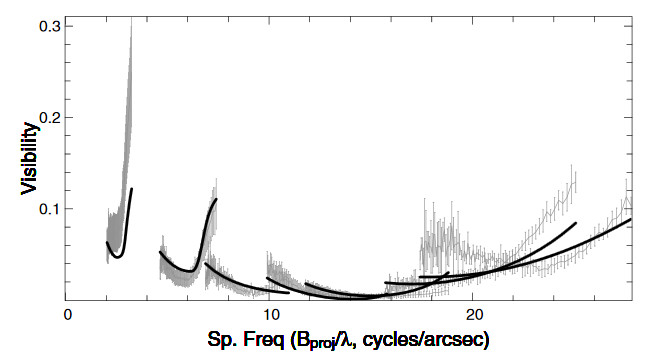 0.3
0.2
0.1
Visibility
0 10 20
Sp. Freq (Bproj/λ, cycles/arcsec)